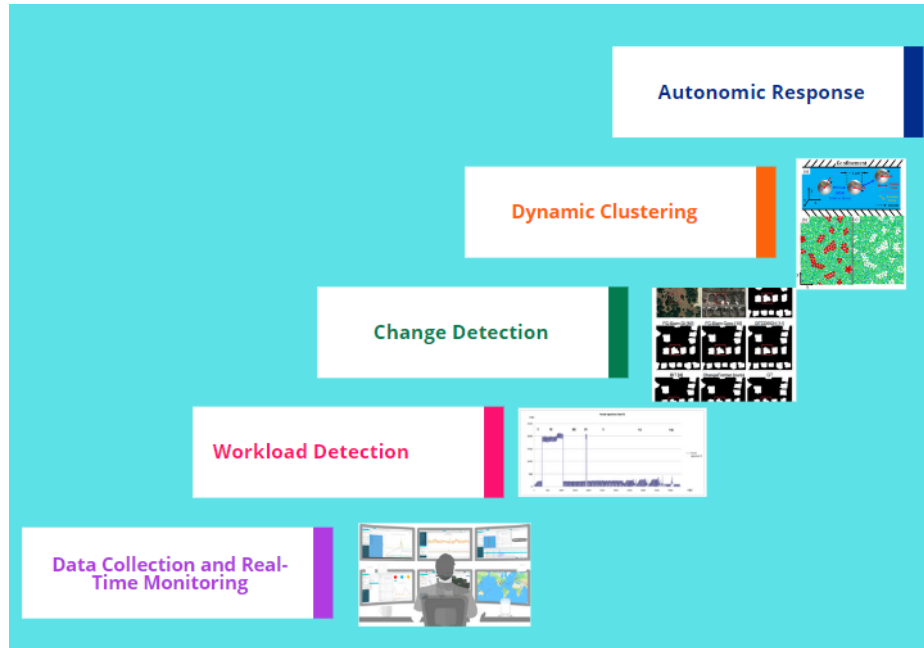 Autonomic Response
Dynamic Clustering
Change Detection
Workload Detection
Data Collection and Real-
Time Monitoring